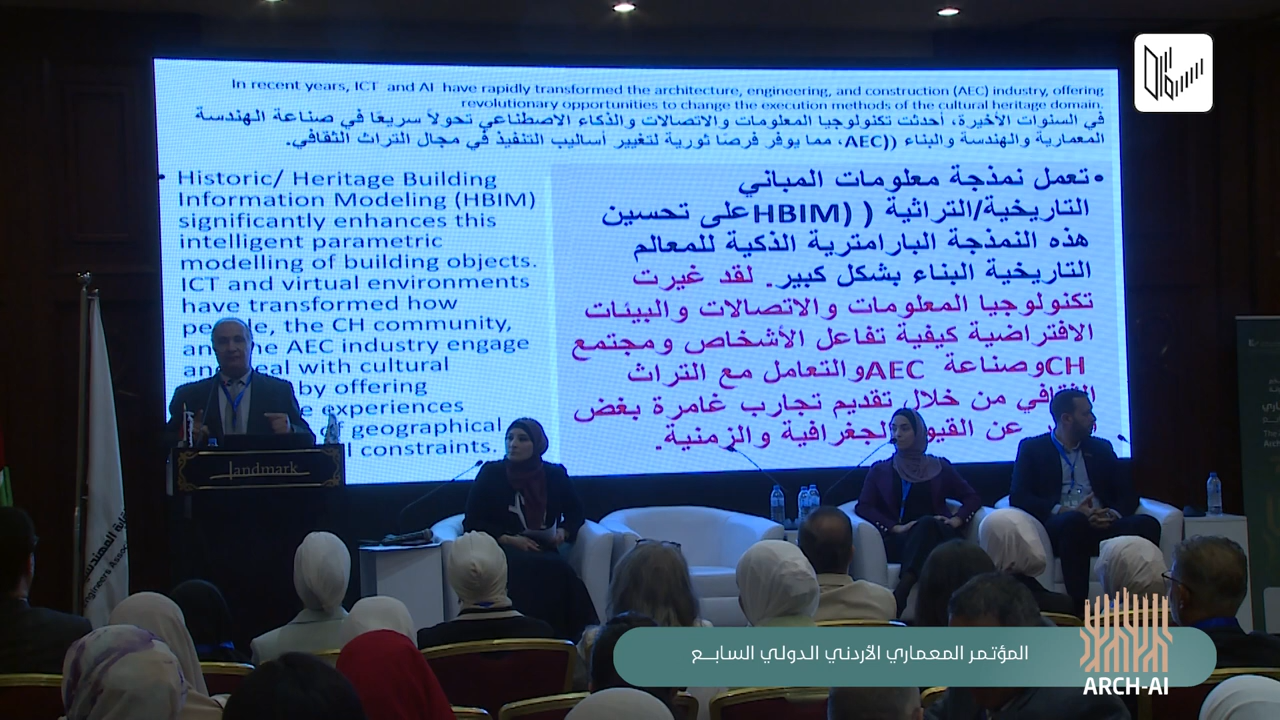 In recent years, ICT and AI have rapidly transformed the architecture, engineering, and construction (AEC) industry, offering
revolutionary opportunities to change the execution methods of the cultural heritage domain.
في السنوات الأخيرة، أحدثت تكنولوجيا المعلومات والاتصالات والذكاء الاصطناعي تحولاً سريعًا في صناعة الهندسة
المعمارية والهندسة والبناء ((AEC، مما يوفر فرصًا ثورية لتغيير أساليب التنفيذ في مجال التراث الثقافي.
• Historic/ Heritage Building
Information Modeling (HBIM)
significantly enhances this
intelligent parametric
modelling of building objects.
ICT and virtual environments
have transformed how
the CH community,
AEC industry engage
deal with cultural
by offering
experiences
of geographical
constraints.
•تعمل نمذجة معلومات المباني
التاريخية/التراثية ( (HBIMعلى تحسين
هذه النمذجة البارامترية الذكية للمعالم
التاريخية البناء بشكل كبير. لقد غيرت
تكنولوجيا المعلومات والاتصالات والبيئات
الافتراضية كيفية تفاعل الأشخاص ومجتمع
CHوصناعة AECوالتعامل مع التراث
الثقافي من خلال تقديم تجارب غامرة بغض
عن القيود الجغرافية والزمنية.
landmark
المؤتمر المعماري الأردني الدولي السابع
ARCH-AI